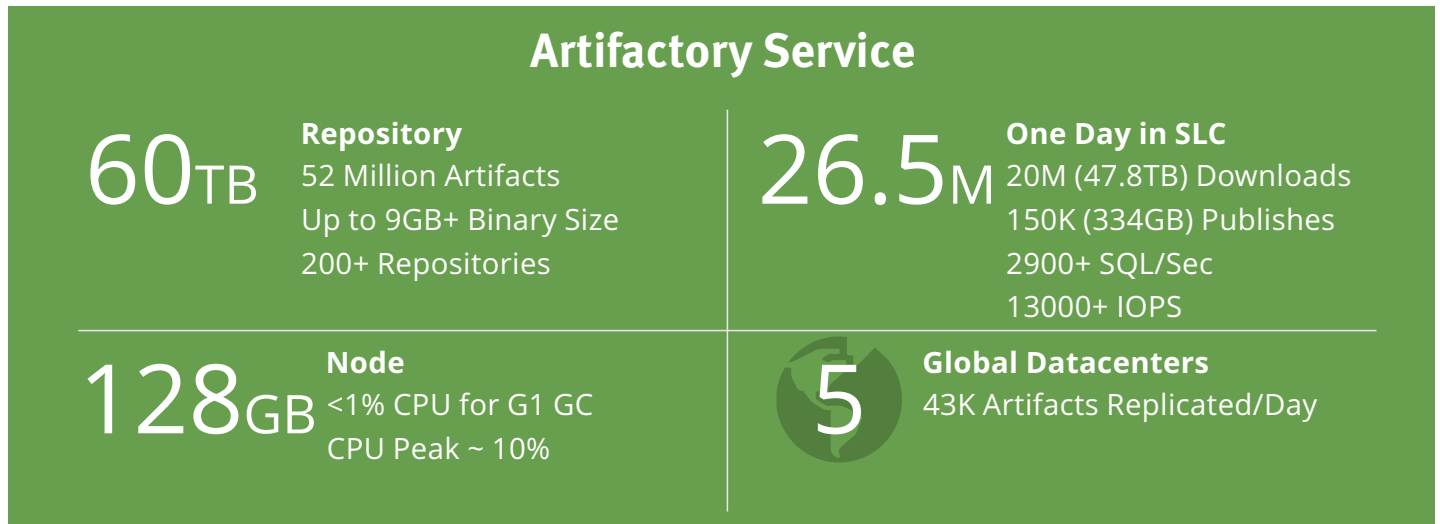 Artifactory Service
60TB
Repository
52 Million Artifacts
Up to 9GB+ Binary Size
200+ Repositories
26.5M
One Day in SLC
20M (47.8TB) Downloads
150K (334GB) Publishes
2900+ SQL/Sec
13000+ IOPS
128GB
Node
<1% CPU for G1 GC
CPU Peak ~ 10%
5
Global Datacenters
43K Artifacts Replicated/Day